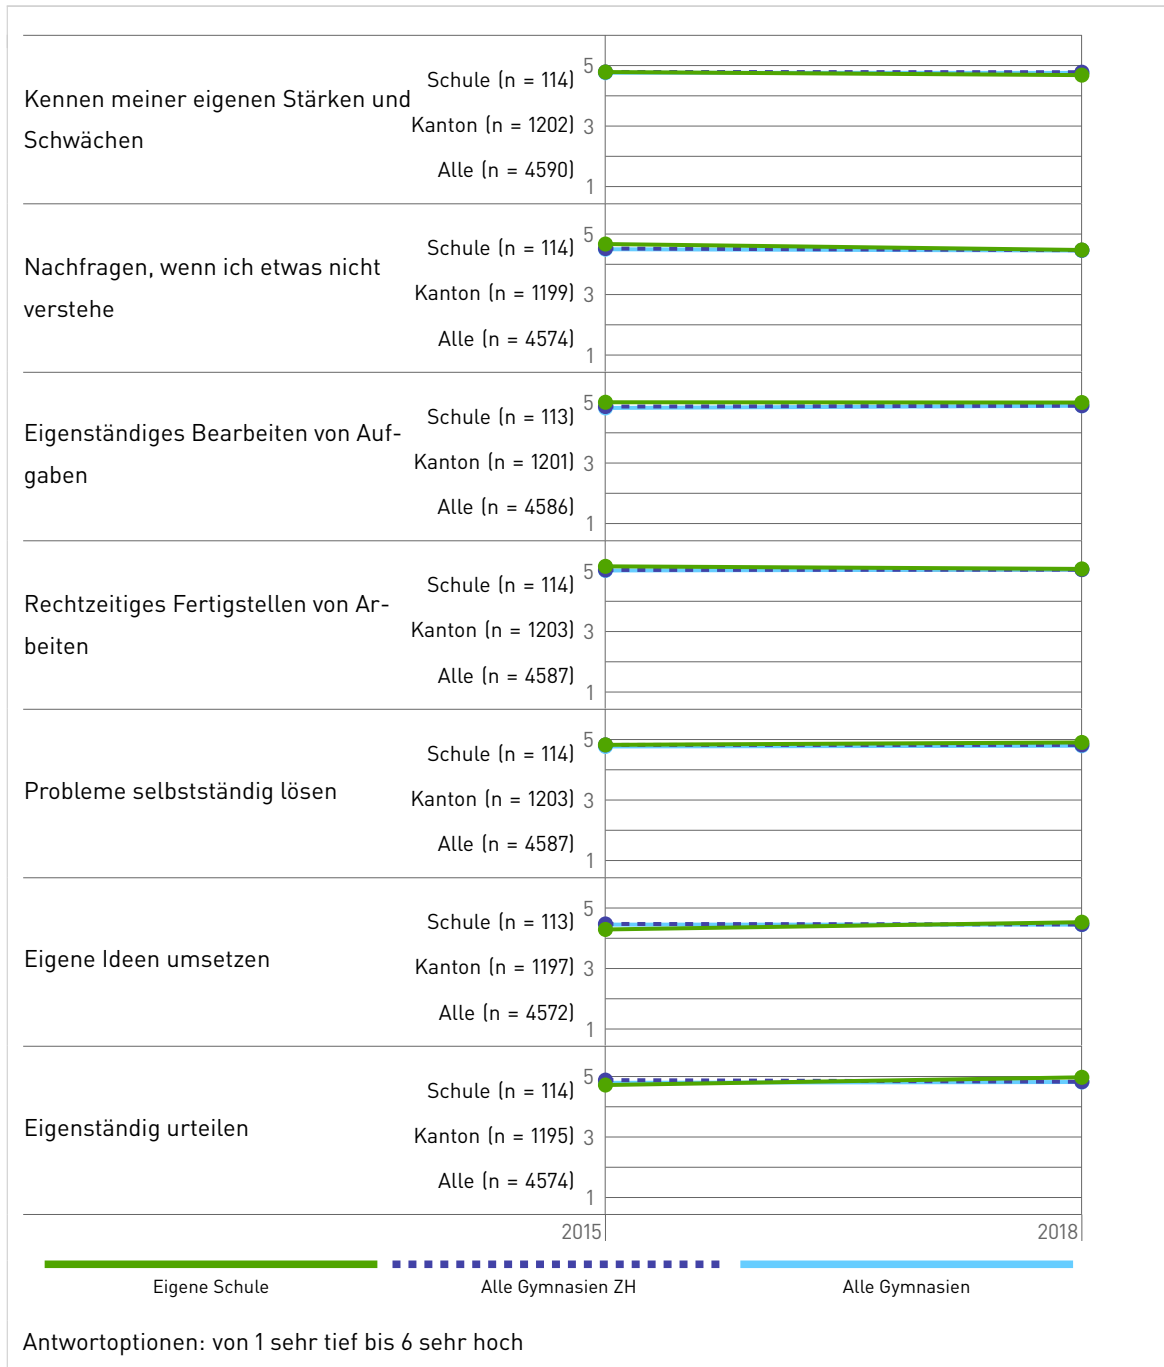 Kennen meiner eigenen Stärken und
Schwächen
Schule (n = 114)
Kanton (n = 1202)
Alle (n = 4590)
5
3
1
Nachfragen, wenn ich etwas nicht
verstehe
Schule (n = 114)
Kanton (n = 1199)
Alle (n = 4574)
5
3
1
Eigenständiges Bearbeiten von Auf-
gaben
Schule (n = 113)
Kanton (n = 1201)
Alle (n = 4586)
5
3
1
Rechtzeitiges Fertigstellen von Ar-
beiten
Schule (n = 114)
Kanton (n = 1203)
Alle (n = 4587)
5
3
1
Probleme selbstständig lösen
Schule (n = 114)
Kanton (n = 1203)
Alle (n = 4587)
5
3
1
Eigene Ideen umsetzen
Schule (n = 113)
Kanton (n = 1197)
Alle (n = 4572)
5
3
1
Eigenständig urteilen
Schule (n = 114)
Kanton (n = 1195)
Alle (n = 4574)
5
3
1
2015
2018
Eigene Schule
Alle Gymnasien ZH
Alle Gymnasien
Antwortoptionen: von 1 sehr tief bis 6 sehr hoch